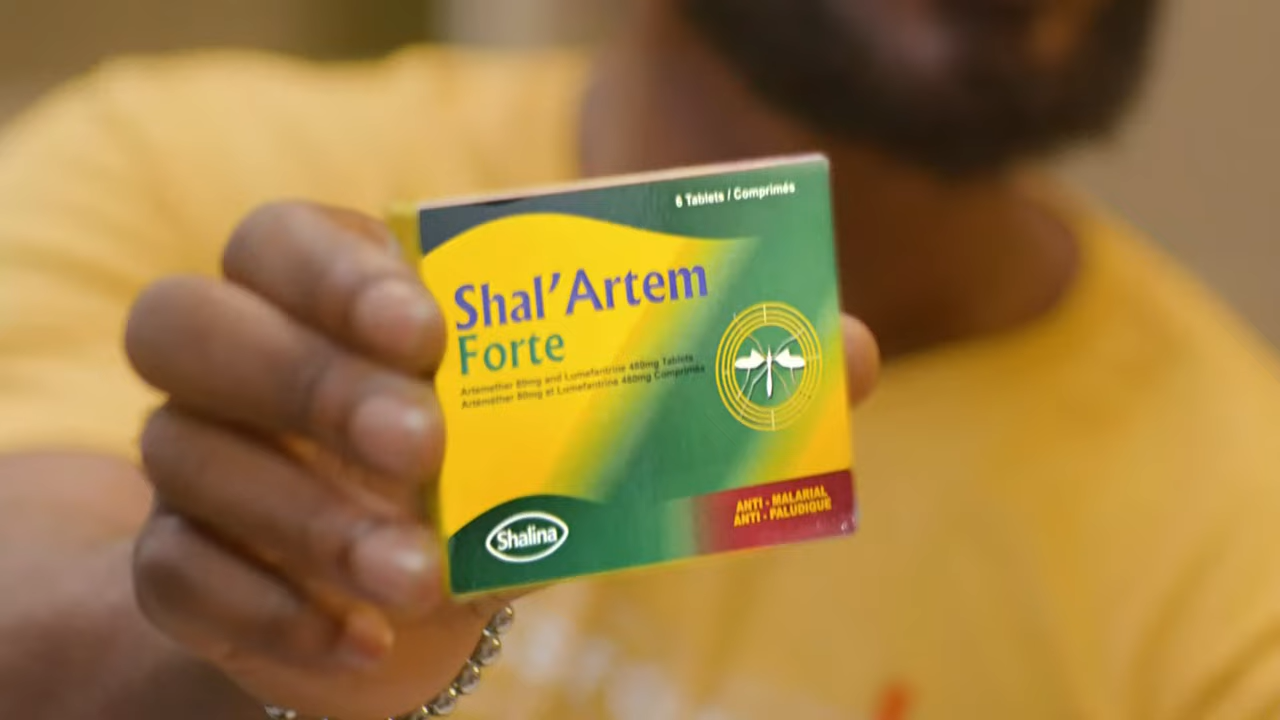 6 Tablets / Comprimés
Shal'Artem
Forte
Artemether 80mg and Lumefantrine 480mg Tablets
Artéméther 80mg et Luméfantrine 480mg Comprimés
ANTI - MALARIAL
ANTI - PALUDIQUE
Shalina